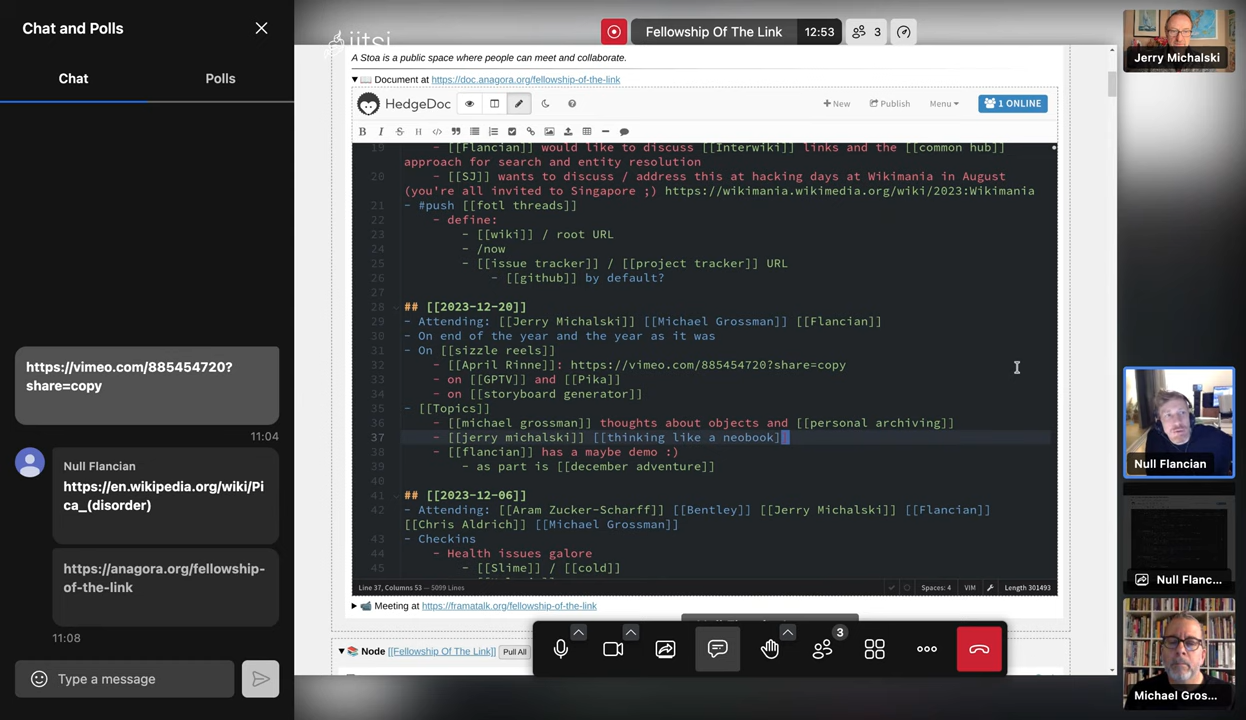 Chat and Polls
Chat
Polls
https://vimeo.com/885454720?
share=copy
11:04
Null Flancian
https://en.wikipedia.org/wiki/Pi
ca_(disorder)
https://anagora.org/fellowship-
of-the-link
11:08
Type a message
jitsi
Fellowship Of The Link
12:53
3
A Stoa is a public space where people can meet and collaborate.
▼ 📖 Document at https://doc.anagora.org/fellowship-of-the-link
HedgeDoc
+ New
Publish
Menu
1 ONLINE
19 - [[Flancian]] would like to discuss [[Interwiki]] links and the [[common hub]]
approach for search and entity resolution
20 - [[SJ]] wants to discuss / address this at hacking days at Wikimania in August
(you're all invited to Singapore ;) https://wikimania.wikimedia.org/wiki/2023:Wikimania
21 - #push [[fotl threads]]
22 - define:
23 - [[wiki]] / root URL
24 - /now
25 - [[issue tracker]] / [[project tracker]] URL
26 - [[github]] by default?
27
28 ## [[2023-12-20]]
29 - Attending: [[Jerry Michalski]] [[Michael Grossman]] [[Flancian]]
30 - On end of the year and the year as it was
31 - On [[sizzle reels]]
32 - [[April Rinne]]: https://vimeo.com/885454720?share=copy
33 - on [[GPTV]] and [[Pika]]
34 - on [[storyboard generator]]
35 - [[Topics]]
36 - [[michael grossman]] thoughts about objects and [[personal archiving]]
37 - [[jerry michalski]] [[thinking like a neobook]]
38 - [[flancian]] has a maybe demo :)
39 - as part is [[december adventure]]
40
41 ## [[2023-12-06]]
42 - Attending: [[Aram Zucker-Scharff]] [[Bentley]] [[Jerry Michalski]] [[Flancian]]
[[Chris Aldrich]] [[Michael Grossman]]
43 - Checkins
44 - Health issues galore
45 - [[Slime]] / [[cold]]
Line 37, Columns 53 — 5099 Lines
Spaces: 4
VIM
Length 301493
▶ 📹 Meeting at https://framatalk.org/fellowship-of-the-link
▼ 📚 Node [[Fellowship Of The Link]]
Pull All
3
Jerry Michalski
Null Flancian
Null Flanc...
Michael Gros...